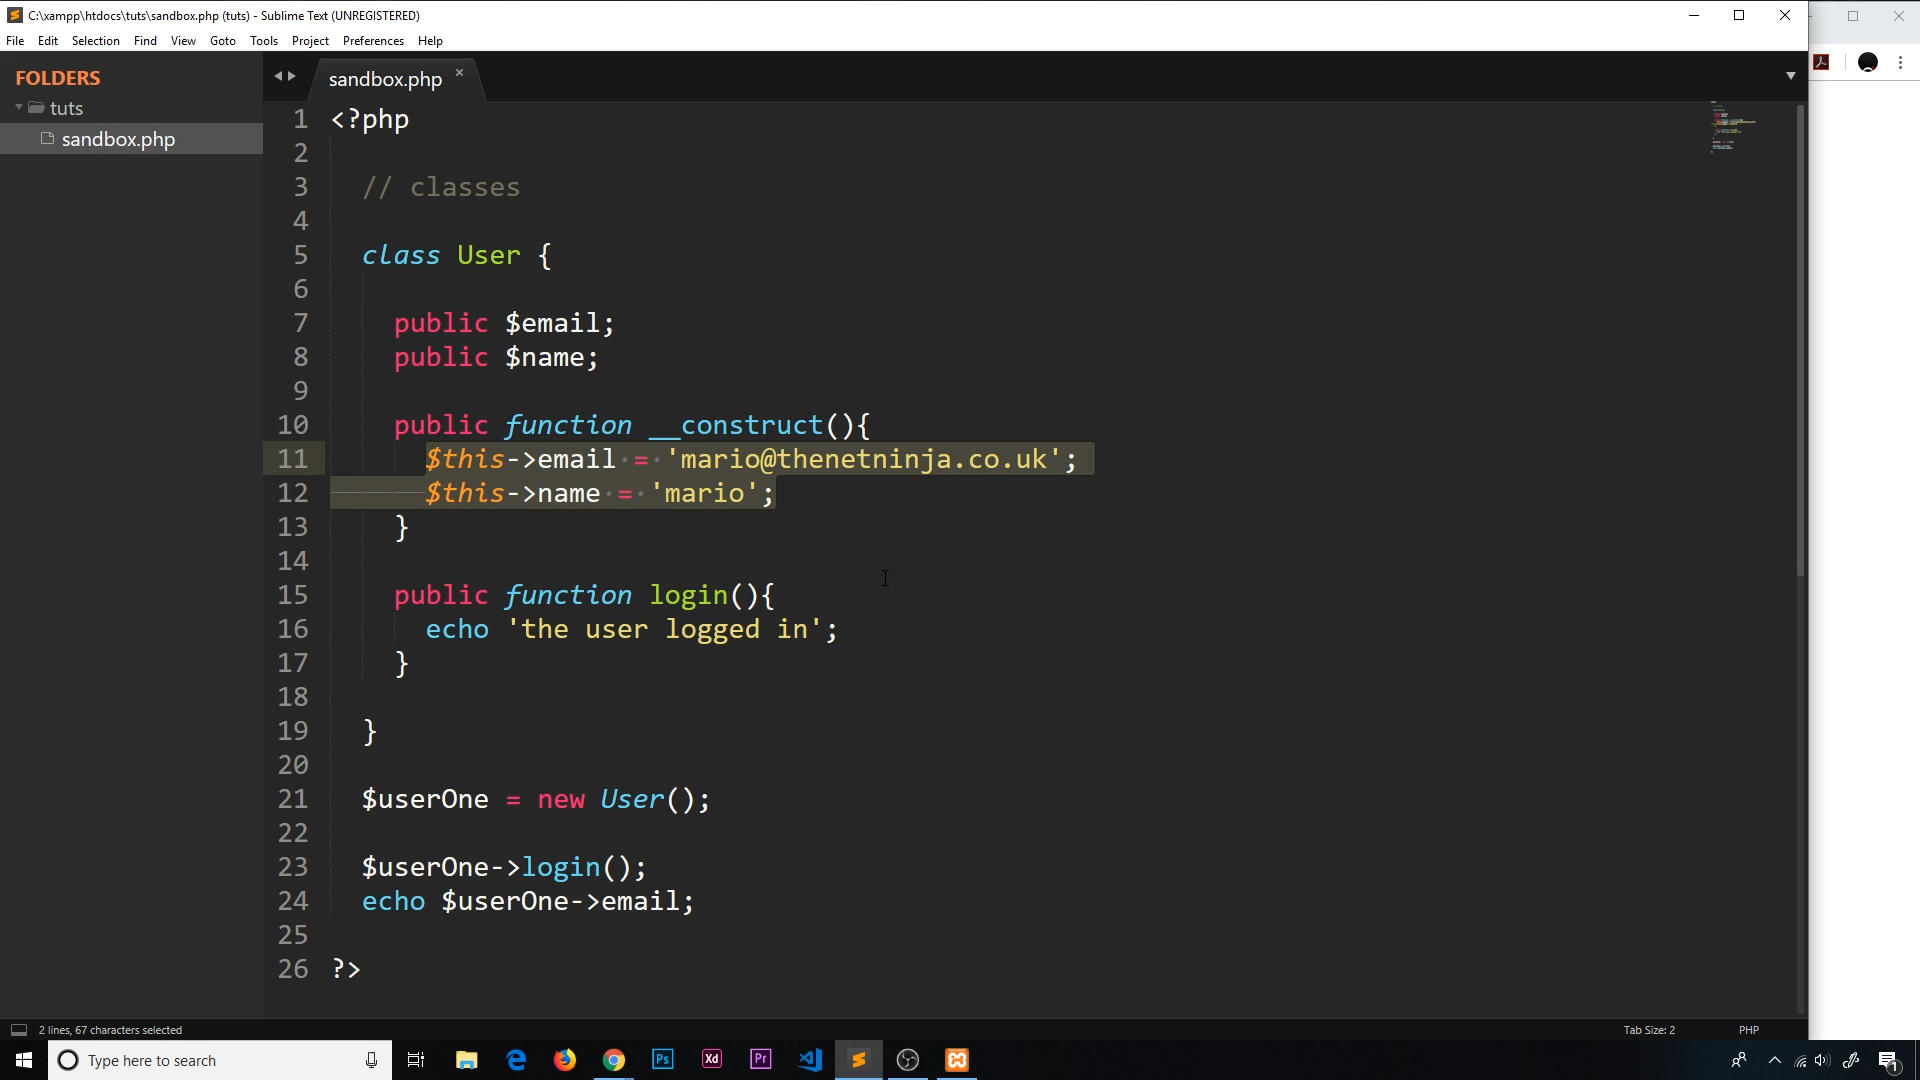 C:\xampp\htdocs\tuts\sandbox.php (tuts) - Sublime Text (UNREGISTERED)
File Edit Selection Find View Goto Tools Project Preferences Help
FOLDERS
tuts
sandbox.php
sandbox.php
1 <?php
2
3 // classes
4
5 class User {
6
7 public $email;
8 public $name;
9
10 public function __construct(){
11 $this->email = 'mario@thenetninja.co.uk';
12 $this->name = 'mario';
13 }
14
15 public function login(){
16 echo 'the user logged in';
17 }
18
19 }
20
21 $userOne = new User();
22
23 $userOne->login();
24 echo $userOne->email;
25
26 ?>
2 lines, 67 characters selected
Tab Size: 2 PHP
Type here to search
Ps Xd Pr
1